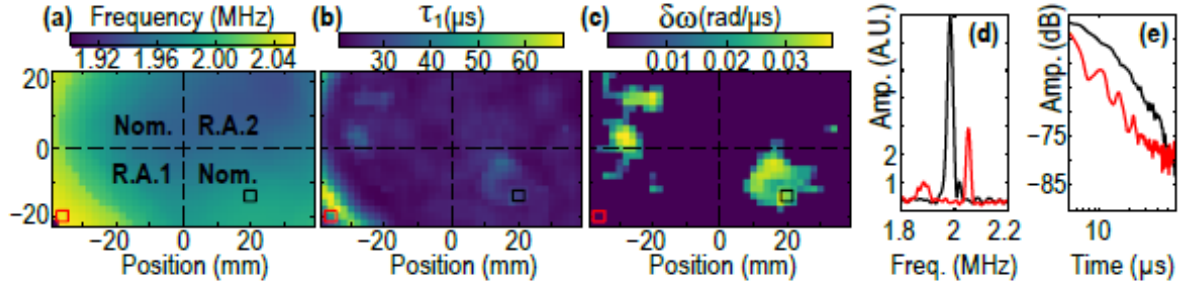 (a) Frequency (MHz) (b) τ₁(µs) (c) δω(rad/µs)
1.92 1.96 2.00 2.04 30 40 50 60 0.01 0.02 0.03
20
0
−20
Nom. R.A.2
R.A.1 Nom.
−20 0 20
Position (mm)
−20 0 20
Position (mm)
−20 0 20
Position (mm)
(d)
Amp. (A.U.)
2
1
1.8 2 2.2
Freq. (MHz)
(e)
Amp. (dB)
−75
−85
10
Time (µs)